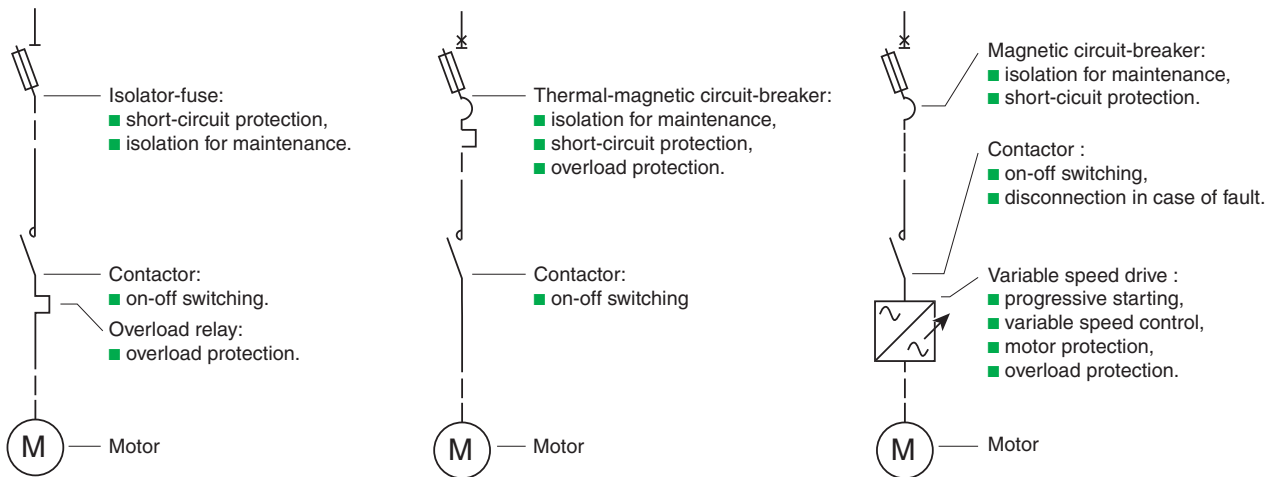 Isolator-fuse:
■ short-circuit protection,
■ isolation for maintenance.
Contactor:
■ on-off switching.
Overload relay:
■ overload protection.
M
Motor
Thermal-magnetic circuit-breaker:
■ isolation for maintenance,
■ short-circuit protection,
■ overload protection.
Contactor:
■ on-off switching
M
Motor
Magnetic circuit-breaker:
■ isolation for maintenance,
■ short-cicuit protection.
Contactor :
■ on-off switching,
■ disconnection in case of fault.
Variable speed drive :
■ progressive starting,
■ variable speed control,
■ motor protection,
■ overload protection.
M
Motor